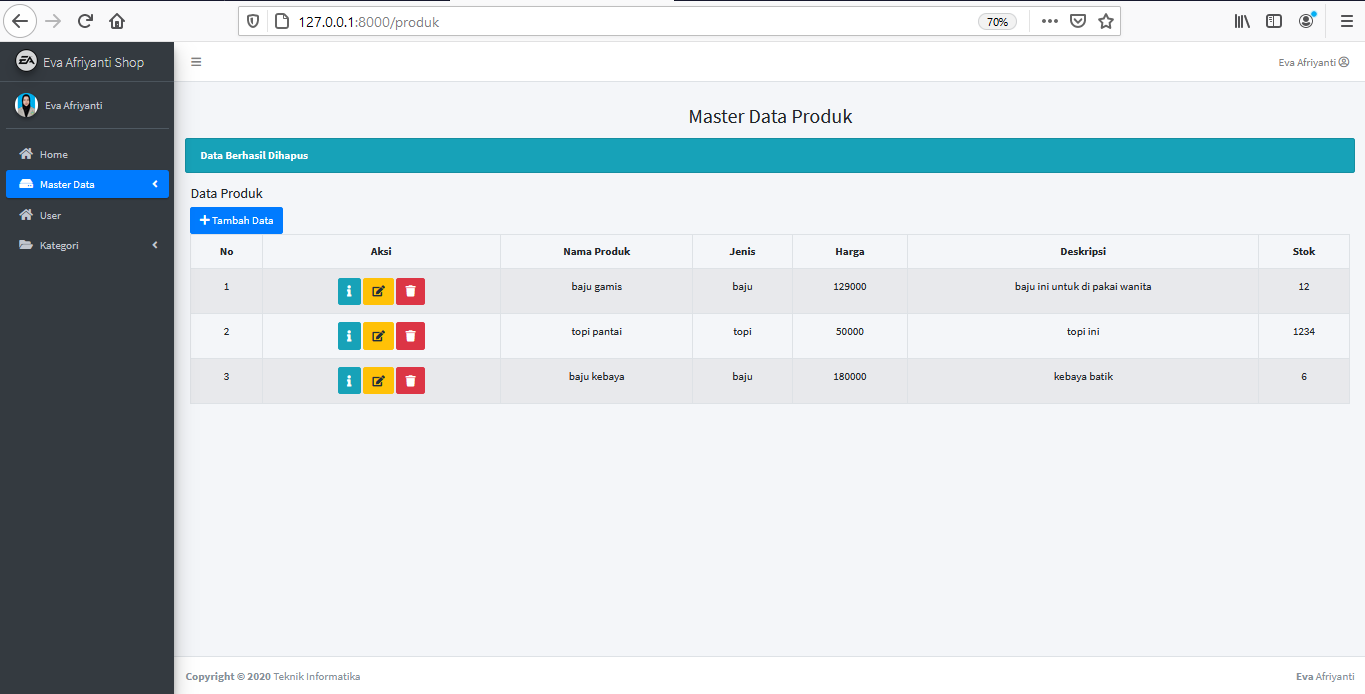 127.0.0.1:8000/produk
70%
EA Eva Afriyanti Shop
Eva Afriyanti
Eva Afriyanti
Home
Master Data
User
Kategori
Master Data Produk
Data Berhasil Dihapus
Data Produk
Tambah Data
No Aksi Nama Produk Jenis Harga Deskripsi Stok
1 baju gamis baju 129000 baju ini untuk di pakai wanita 12
2 topi pantai topi 50000 topi ini 1234
3 baju kebaya baju 180000 kebaya batik 6
Copyright © 2020 Teknik Informatika
Eva Afriyanti